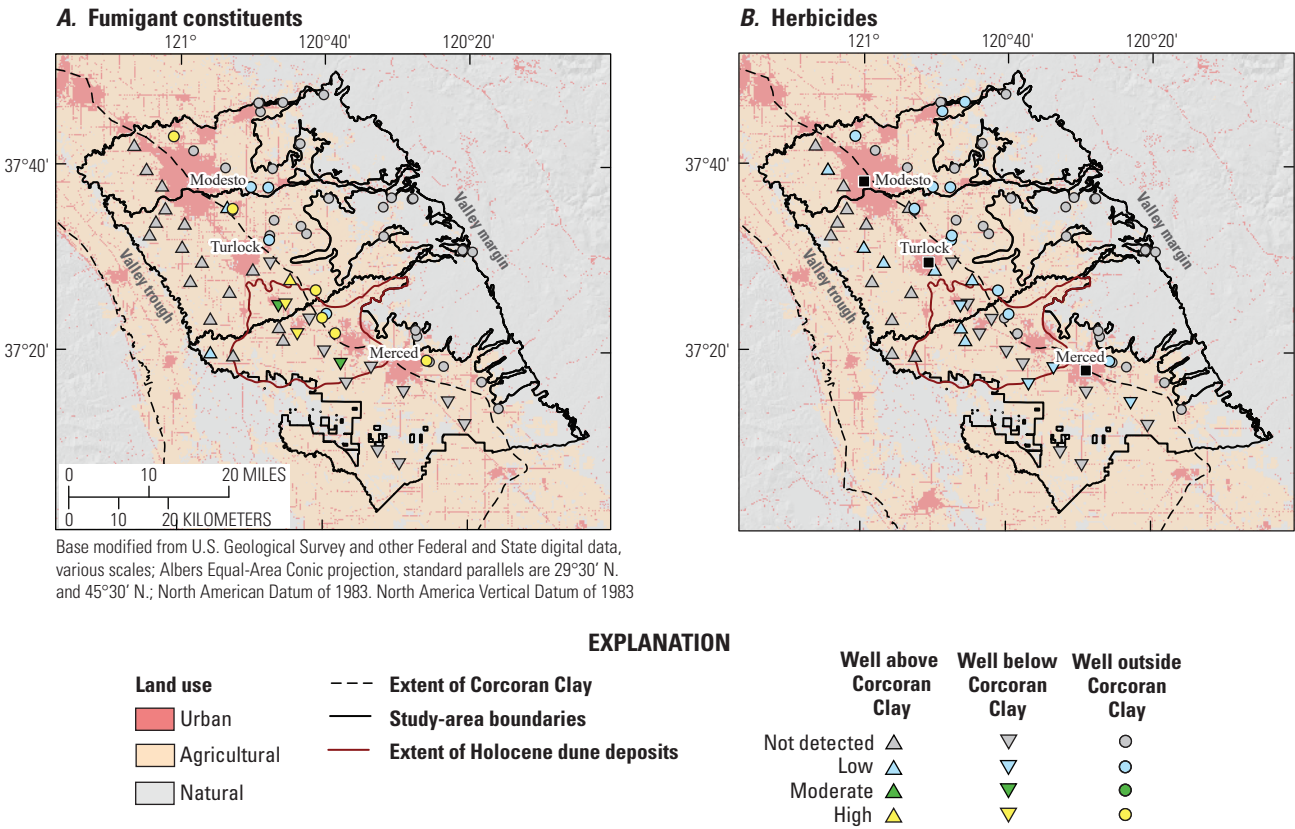 A. Fumigant constituents
121°
120°40'
120°20'
37°40'
37°20'
Modesto
Turlock
Merced
Valley trough
Valley margin
0 10 20 MILES
0 10 20 KILOMETERS
Base modified from U.S. Geological Survey and other Federal and State digital data,
various scales; Albers Equal-Area Conic projection, standard parallels are 29°30′ N.
and 45°30′ N.; North American Datum of 1983. North America Vertical Datum of 1983
B. Herbicides
121°
120°40'
120°20'
37°40'
37°20'
Modesto
Turlock
Merced
Valley trough
Valley margin
EXPLANATION
Land use
Urban
Agricultural
Natural
Extent of Corcoran Clay
Study-area boundaries
Extent of Holocene dune deposits
Well above
Corcoran
Clay
Well below
Corcoran
Clay
Well outside
Corcoran
Clay
Not detected
Low
Moderate
High